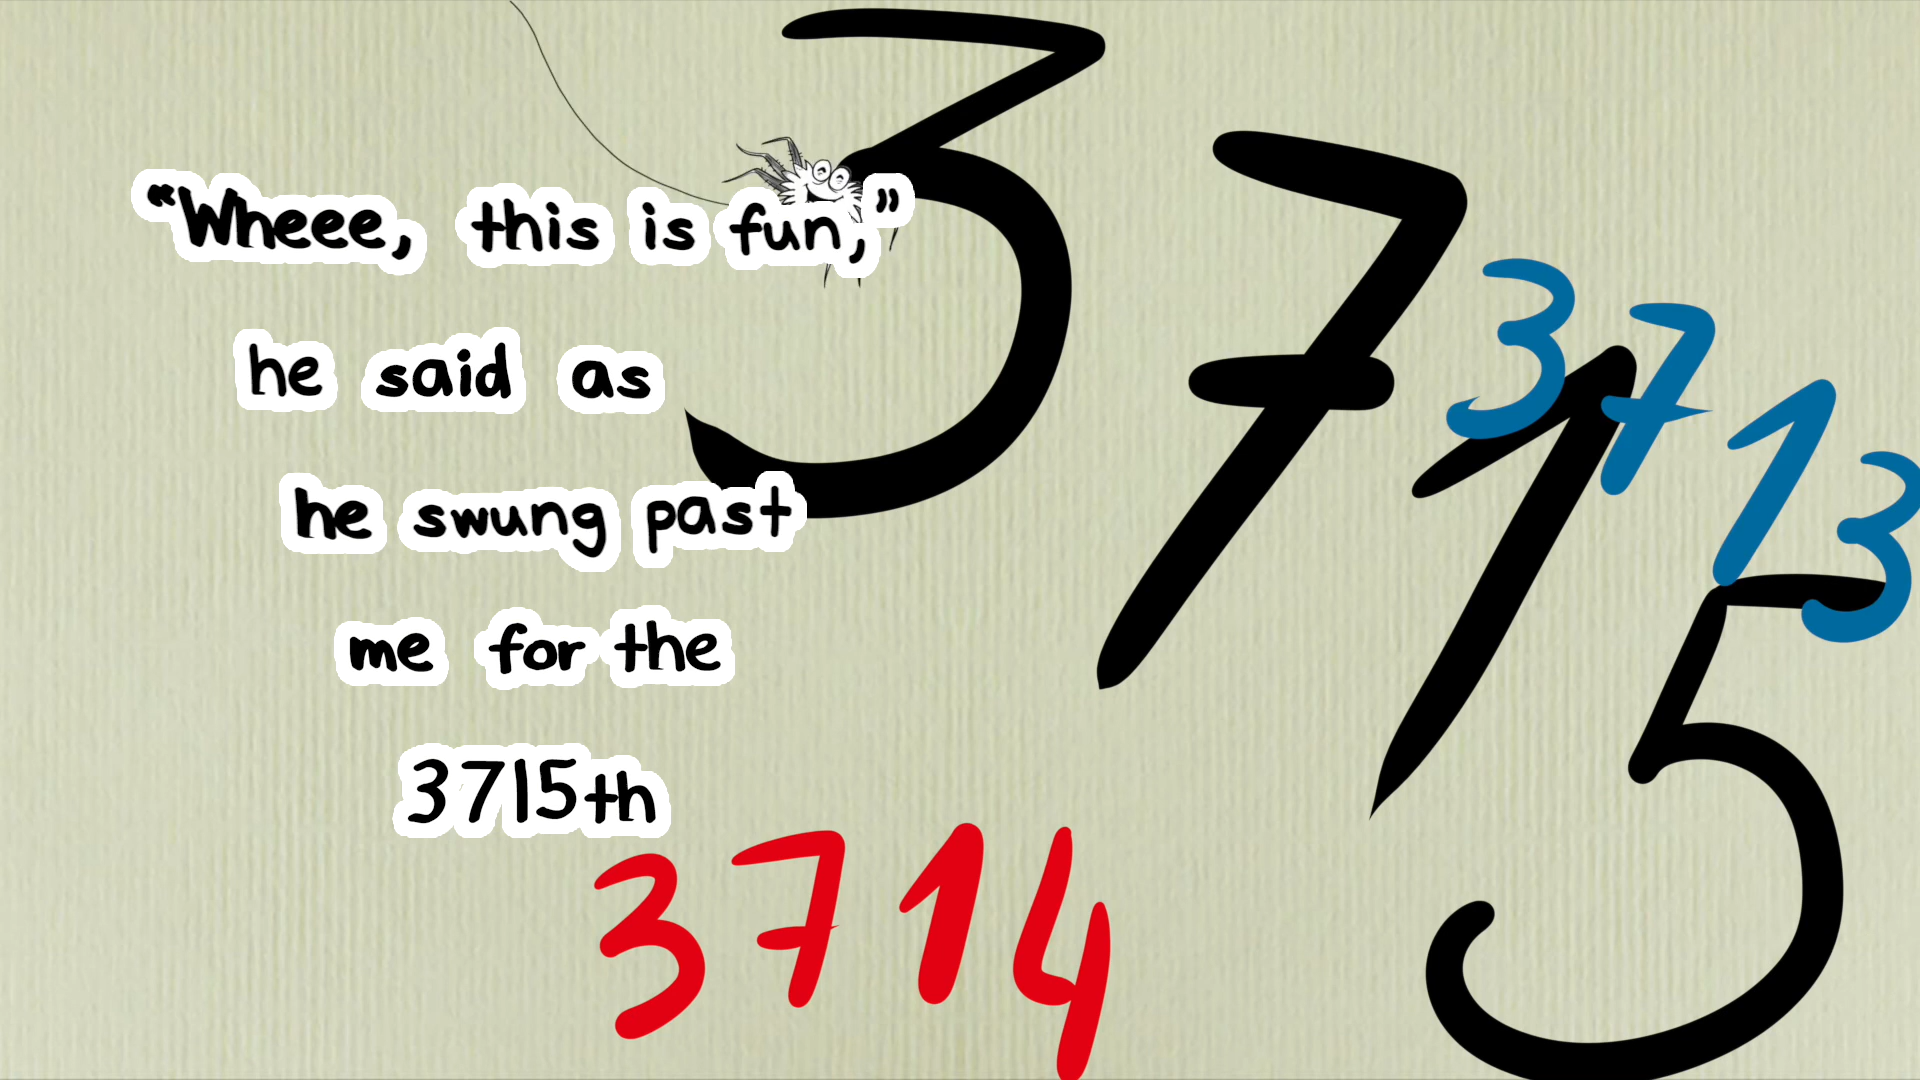 “Wheee, this is fun,”
he said as
he swung past
me for the
3715th
3715
3713
3714